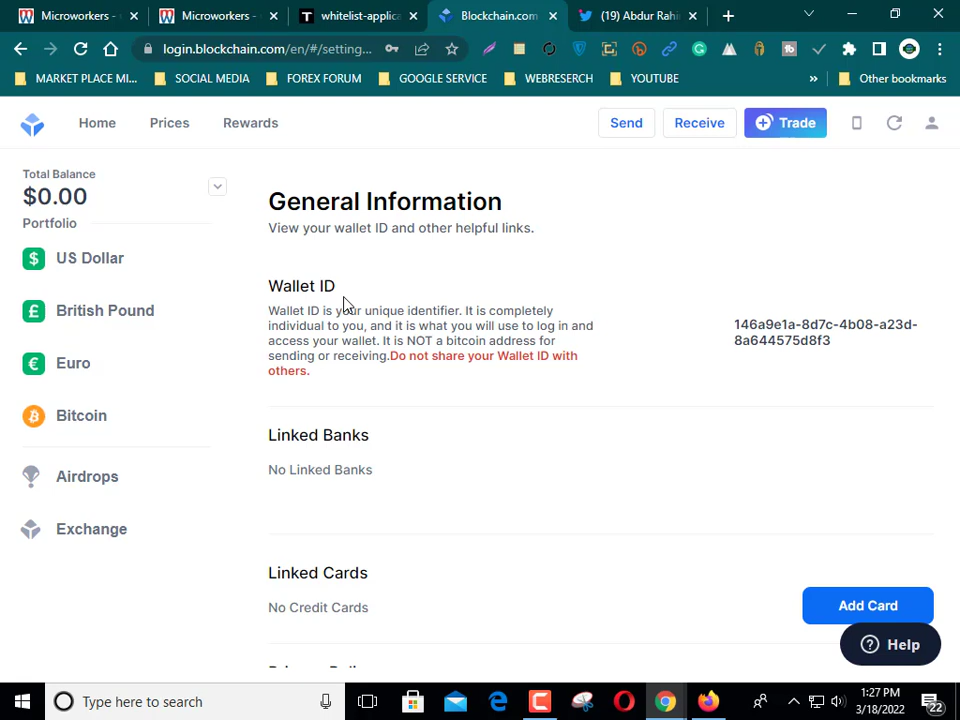 Microworkers -
Microworkers -
whitelist-applica
Blockchain.com
(19) Abdur Rahi
login.blockchain.com/en/#/setting...
MARKET PLACE MI...
SOCIAL MEDIA
FOREX FORUM
GOOGLE SERVICE
WEBRESERCH
YOUTUBE
»
Other bookmarks
Home
Prices
Rewards
Send
Receive
Trade
Total Balance
$0.00
Portfolio
US Dollar
British Pound
Euro
Bitcoin
Airdrops
Exchange
General Information
View your wallet ID and other helpful links.
Wallet ID
Wallet ID is your unique identifier. It is completely
individual to you, and it is what you will use to log in and
access your wallet. It is NOT a bitcoin address for
sending or receiving.Do not share your Wallet ID with
others.
146a9e1a-8d7c-4b08-a23d-
8a644575d8f3
Linked Banks
No Linked Banks
Linked Cards
No Credit Cards
Add Card
Help
Type here to search
1:27 PM
3/18/2022
22